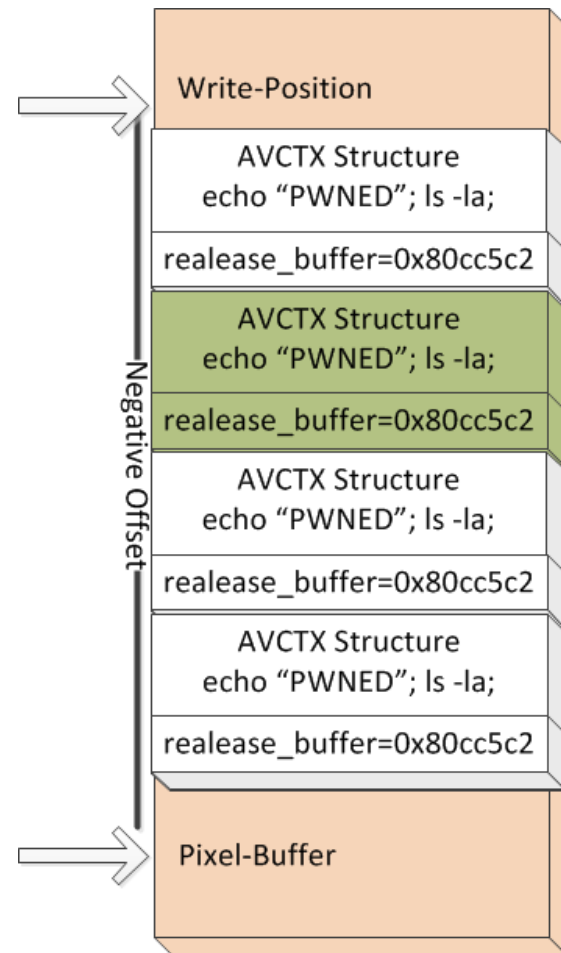 Write-Position
AVCTX Structure
echo “PWNED”; ls -la;
realease_buffer=0x80cc5c2
AVCTX Structure
echo “PWNED”; ls -la;
realease_buffer=0x80cc5c2
Negative Offset
AVCTX Structure
echo “PWNED”; ls -la;
realease_buffer=0x80cc5c2
AVCTX Structure
echo “PWNED”; ls -la;
realease_buffer=0x80cc5c2
Pixel-Buffer